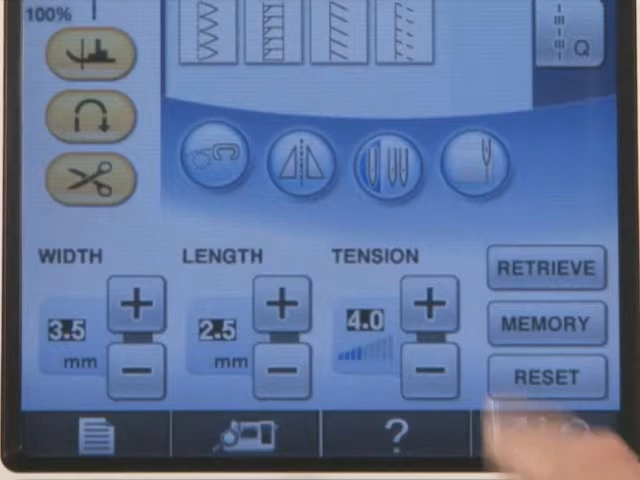 100%
Q
WIDTH
LENGTH
TENSION
RETRIEVE
3.5
2.5
4.0
MEMORY
mm
mm
RESET
?